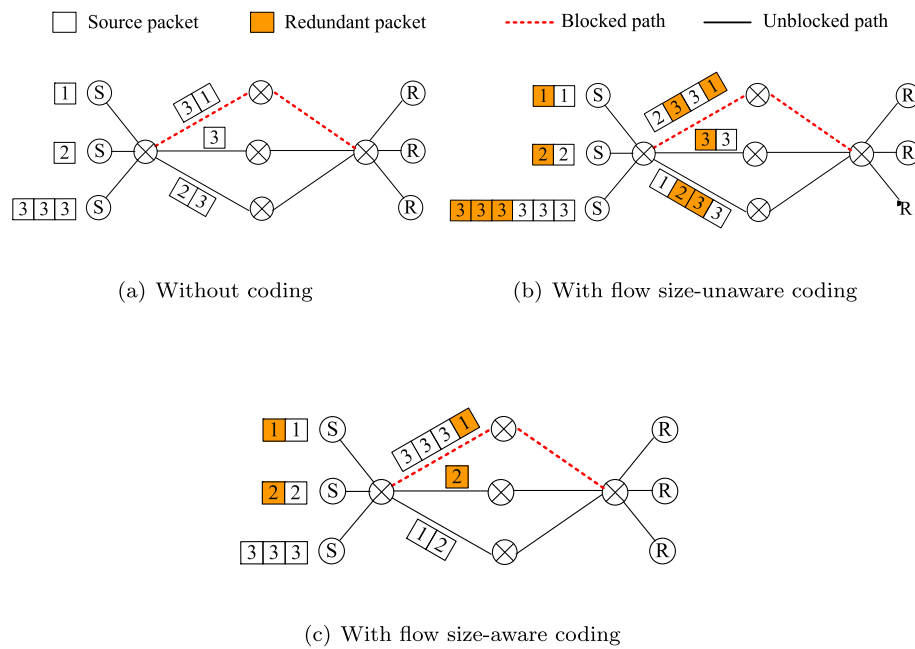 Source packet Redundant packet Blocked path Unblocked path
1 S 3 1 R
2 S 3 R
3 3 3 S 2 3 R
1 1 S 2 3 3 1 R
2 2 S 3 3 R
3 3 3 3 3 3 S 1 2 3 3 R
(a) Without coding
(b) With flow size-unaware coding
1 1 S 3 3 3 1 R
2 2 S 2 R
3 3 3 S 1 2 R
(c) With flow size-aware coding